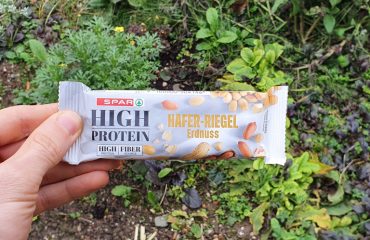 SPAR
HIGH
PROTEIN
HIGH FIBER
HAFER-RIEGEL
Erdnuss